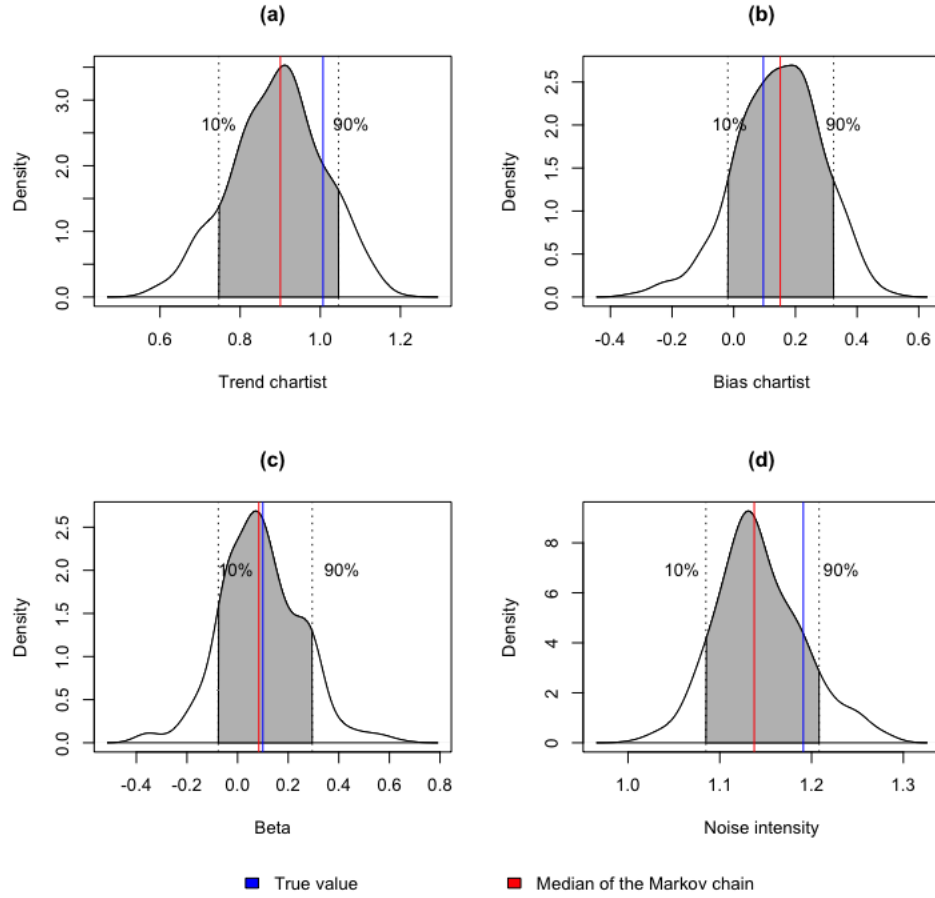 (a)
Density
0.0 1.0 2.0 3.0
10%
90%
0.6 0.8 1.0 1.2
Trend chartist
(b)
Density
0.0 0.5 1.0 1.5 2.0 2.5
10%
90%
-0.4 -0.2 0.0 0.2 0.4 0.6
Bias chartist
(c)
Density
0.0 0.5 1.0 1.5 2.0 2.5
10%
90%
-0.4 -0.2 0.0 0.2 0.4 0.6 0.8
Beta
(d)
Density
0 2 4 6 8
10%
90%
1.0 1.1 1.2 1.3
Noise intensity
True value
Median of the Markov chain